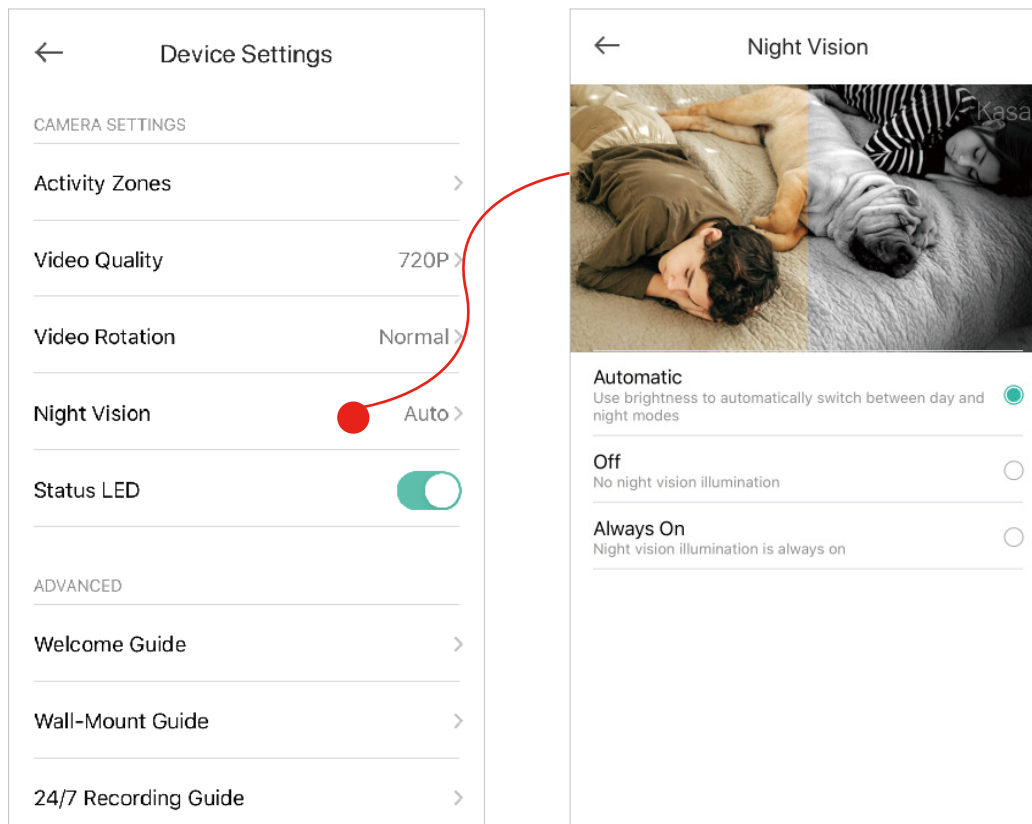 Device Settings
CAMERA SETTINGS
Activity Zones
Video Quality 720P
Video Rotation Normal
Night Vision Auto
Status LED
ADVANCED
Welcome Guide
Wall-Mount Guide
24/7 Recording Guide
Night Vision
Kasa
Automatic
Use brightness to automatically switch between day and
night modes
Off
No night vision illumination
Always On
Night vision illumination is always on